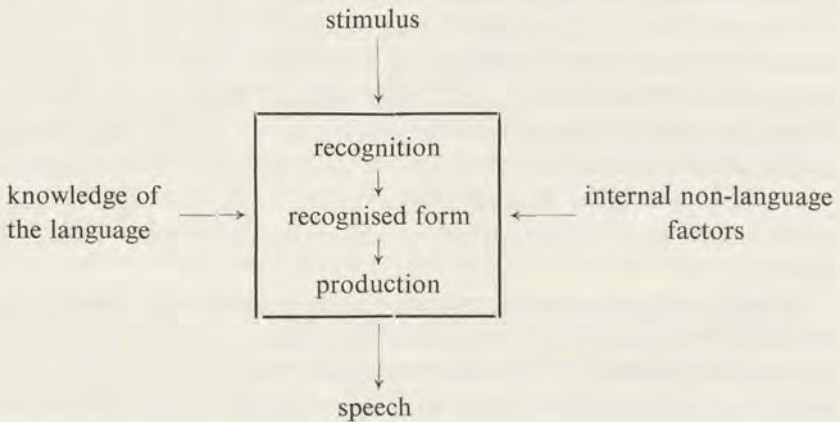 stimulus
recognition
knowledge of
the language
recognised form
internal non-language
factors
production
speech